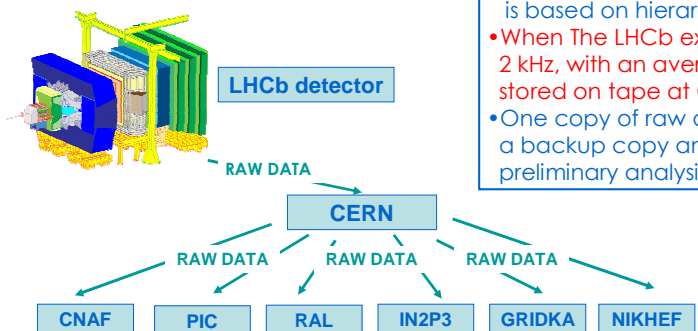 is based on hierar
•When The LHCb ex
2 kHz, with an aver
stored on tape at
•One copy of raw
a backup copy an
preliminary analysi
LHCb detector
RAW DATA
CERN
RAW DATA RAW DATA RAW DATA
CNAF PIC RAL IN2P3 GRIDKA NIKHEF